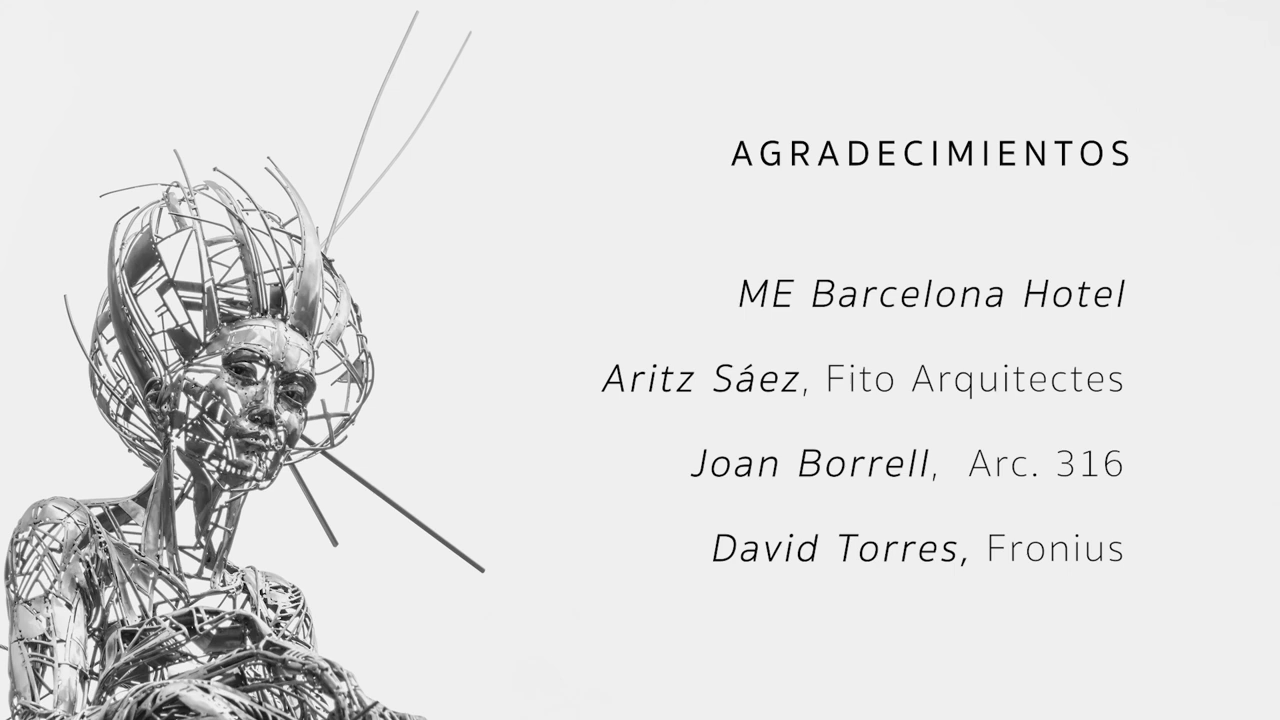 AGRADECIMIENTOS
ME Barcelona Hotel
Aritz Sáez, Fito Arquitectes
Joan Borrell, Arc. 316
David Torres, Fronius